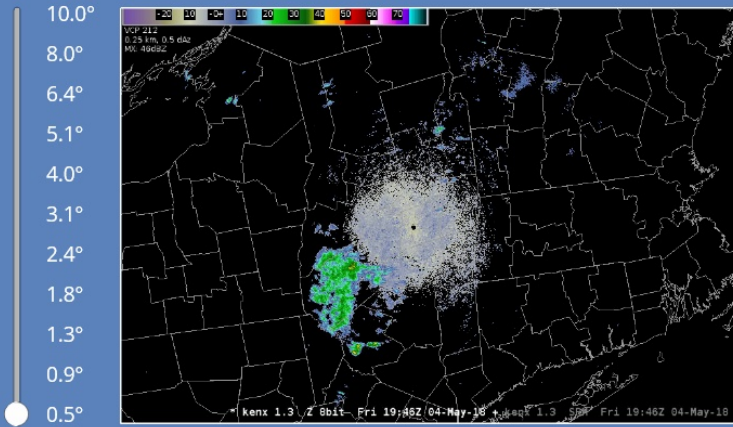 10.0°
8.0°
6.4°
5.1°
4.0°
3.1°
2.4°
1.8°
1.3°
0.9°
0.5°
-20 10 -0+ 10 20 30 40 50 60 70
VCP 212
0.25 km, 0.5 dAz
MX: 46dBZ
* kenx 1.3 Z 8bit Fri 19:46Z 04-May-18 + kenx 1.3 Fri 19:46Z 04-May-18